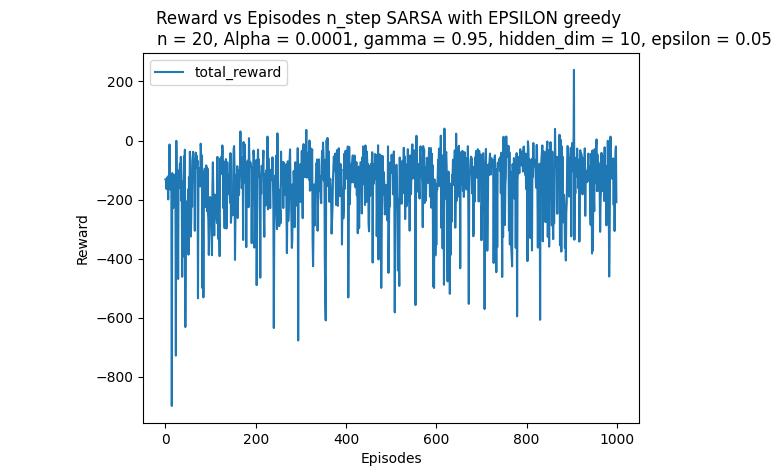 Reward vs Episodes n_step SARSA with EPSILON greedy
n = 20, Alpha = 0.0001, gamma = 0.95, hidden_dim = 10, epsilon = 0.05
total_reward
200
0
−200
−400
−600
−800
Reward
0 200 400 600 800 1000
Episodes